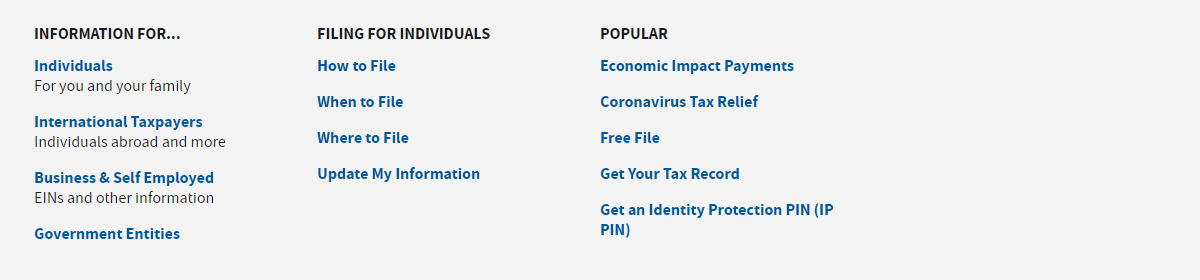 INFORMATION FOR...
Individuals
For you and your family
International Taxpayers
Individuals abroad and more
Business & Self Employed
EINs and other information
Government Entities
FILING FOR INDIVIDUALS
How to File
When to File
Where to File
Update My Information
POPULAR
Economic Impact Payments
Coronavirus Tax Relief
Free File
Get Your Tax Record
Get an Identity Protection PIN (IP
PIN)